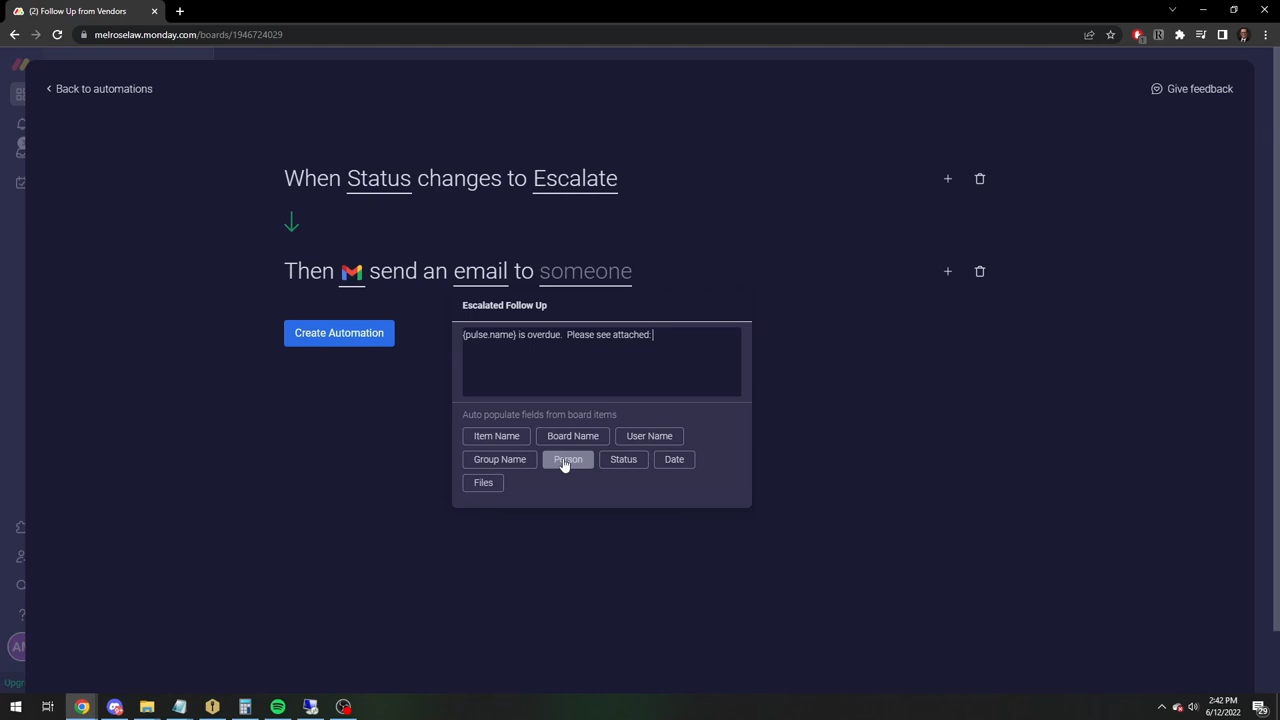 (2) Follow Up from Vendors
melroselaw.monday.com/boards/1946724029
Back to automations
Give feedback
When Status changes to Escalate
Then send an email to someone
Escalated Follow Up
{pulse.name} is overdue.  Please see attached:
Create Automation
Auto populate fields from board items
Item Name
Board Name
User Name
Group Name
Person
Status
Date
Files
AM
Upgr
2:42 PM
6/12/2022
29